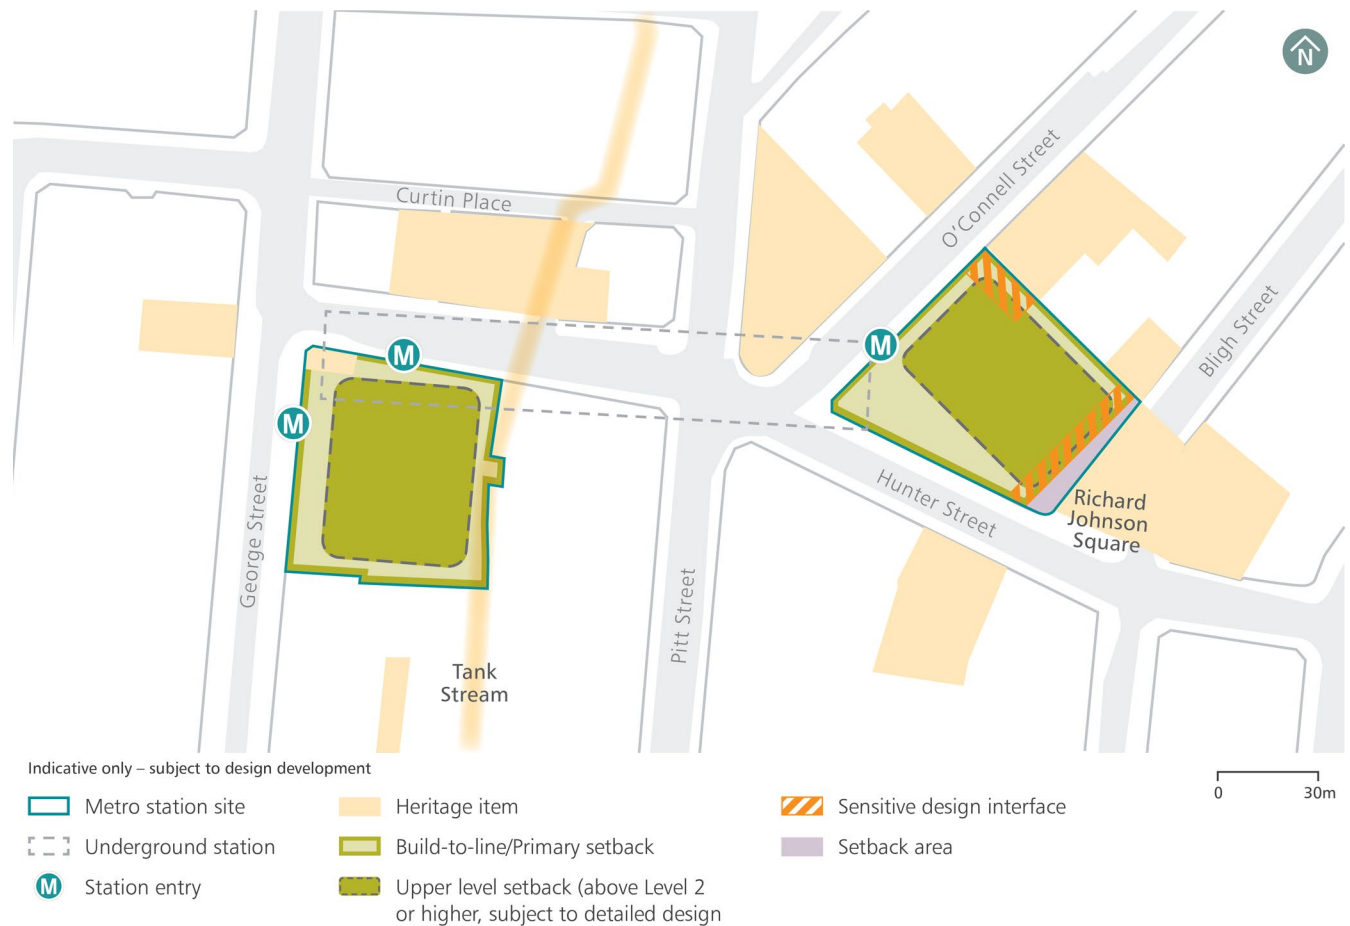 N
Curtin Place
O'Connell Street
M
M
M
Bligh Street
George Street
Hunter Street
Richard
Johnson
Square
Pitt Street
Tank
Stream
Indicative only – subject to design development
0 30m
Metro station site
Heritage item
Sensitive design interface
Underground station
Build-to-line/Primary setback
Setback area
M Station entry
Upper level setback (above Level 2
or higher, subject to detailed design